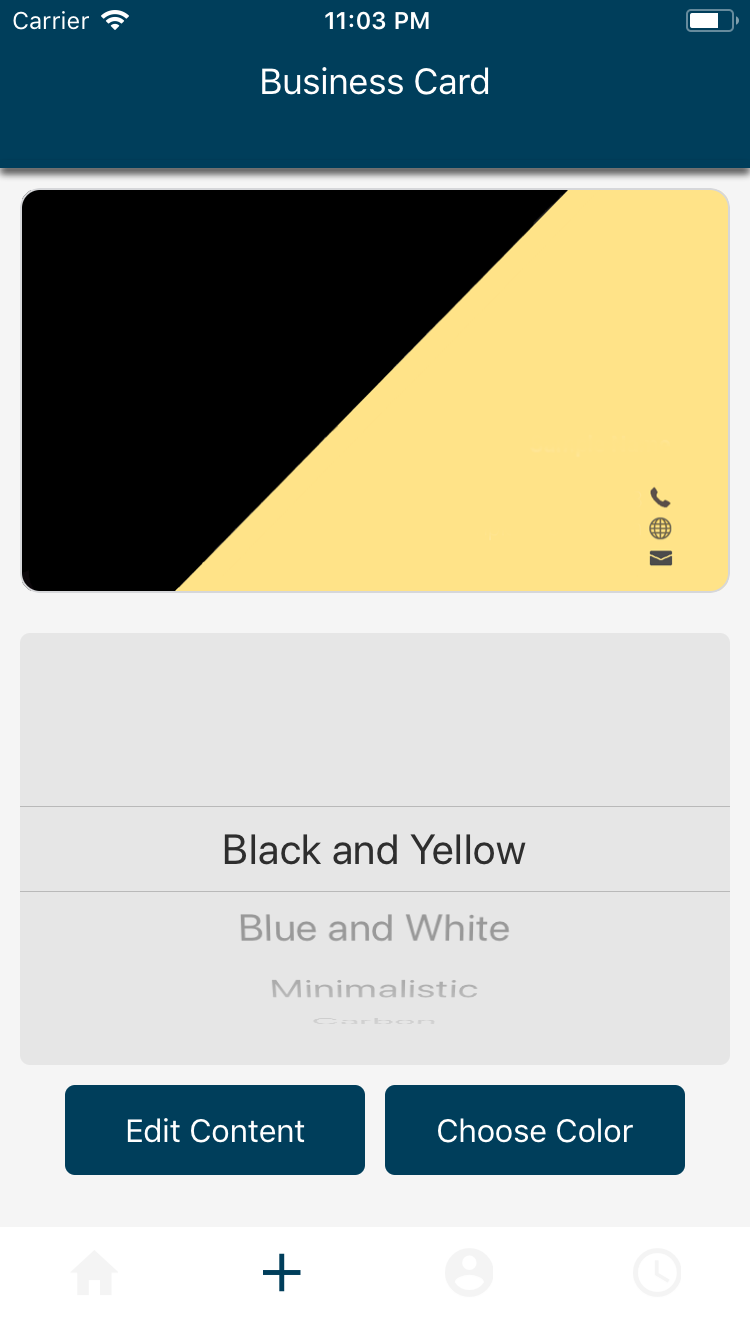 Carrier
11:03 PM
Business Card
Black and Yellow
Blue and White
Minimalistic
Carbon
Edit Content
Choose Color